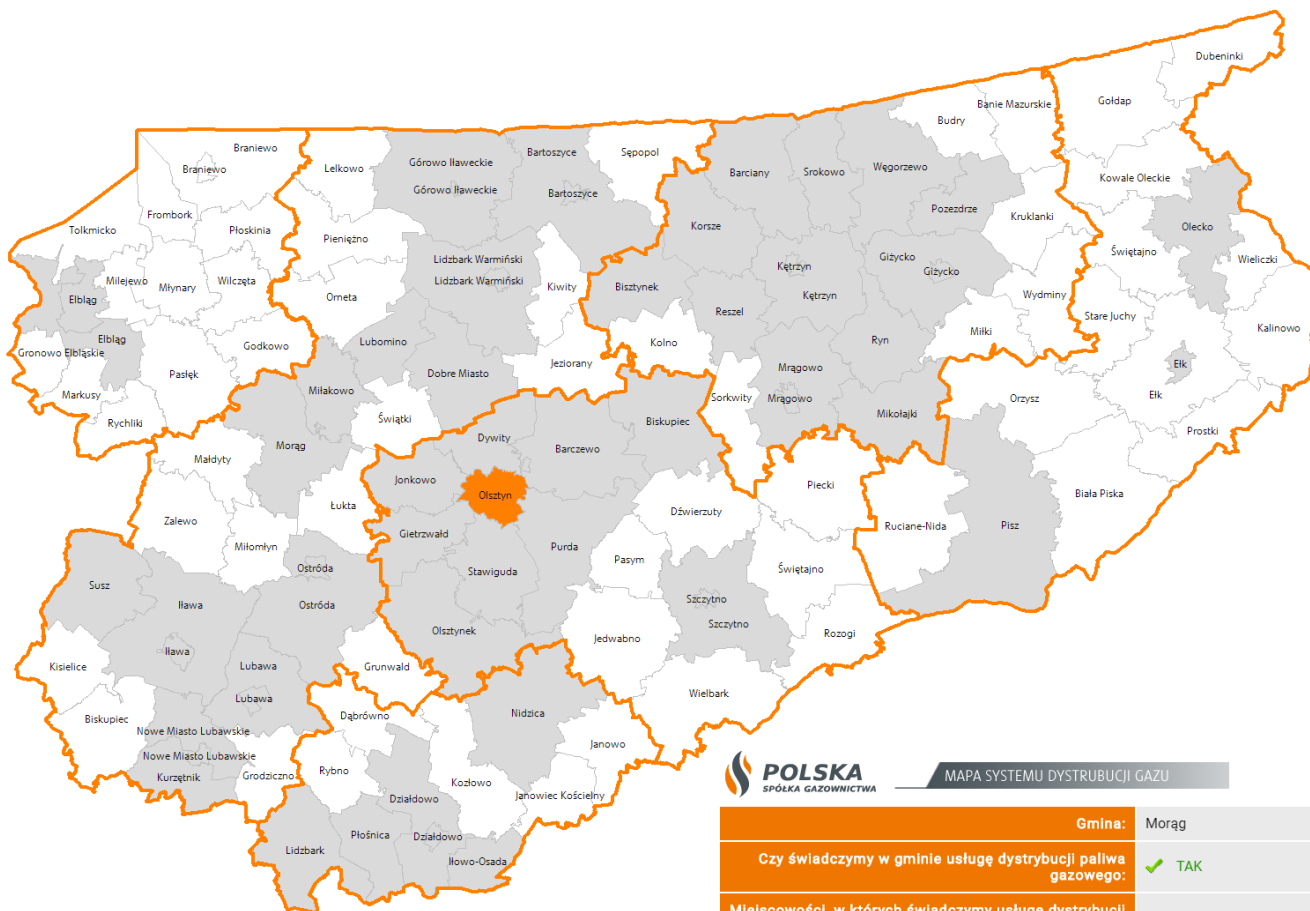 Dubeninki
Gołdap
Banie Mazurskie
Budry
Braniewo
Bartoszyce
Sępopol
Górowo Iławeckie
Lelkowo
Braniewo
Barciany
Srokowo
Węgorzewo
Kowale Oleckie
Górowo Iławeckie
Bartoszyce
Pozezdrze
Frombork
Kruklanki
Olecko
Tolkmicko
Płoskinia
Korsze
Pieniężno
Świętajno
Lidzbark Warmiński
Giżycko
Wieliczki
Kętrzyn
Giżycko
Milejewo
Młynary
Wilczęta
Lidzbark Warmiński
Kiwity
Bisztynek
Kętrzyn
Wydminy
Elbląg
Orneta
Reszel
Stare Juchy
Kalinowo
Miłki
Elbląg
Godkowo
Lubomino
Kolno
Ryn
Gronowo Elbląskie
Jeziorany
Pasłęk
Dobre Miasto
Mrągowo
Ełk
Markusy
Miłakowo
Ełk
Sorkwity
Mrągowo
Orzysz
Rychliki
Świątki
Biskupiec
Mikołajki
Prostki
Morąg
Dywity
Barczewo
Małdyty
Jonkowo
Piecki
Olsztyn
Biała Piska
Łukta
Zalewo
Dźwierzuty
Ruciane-Nida
Pisz
Gietrzwałd
Miłomłyn
Purda
Pasym
Ostróda
Stawiguda
Świętajno
Susz
Iława
Ostróda
Szczytno
Olsztynek
Szczytno
Rozogi
Jedwabno
Iława
Kisielice
Lubawa
Grunwald
Wielbark
Lubawa
Biskupiec
Dąbrówno
Nidzica
Nowe Miasto Lubawskie
Janowo
Nowe Miasto Lubawskie
Kurzętnik
Grodziczno
Rybno
Kozłowo
Działdowo
Janowiec Kościelny
Płośnica
Działdowo
Lidzbark
Iłowo-Osada
POLSKA
SPÓŁKA GAZOWNICTWA
MAPA SYSTEMU DYSTRUBUCJI GAZU
Gmina: Morąg
Czy świadczymy w gminie usługę dystrybucji paliwa
gazowego: TAK
Miejscowości, w których świadczymy usługę dystrybucji